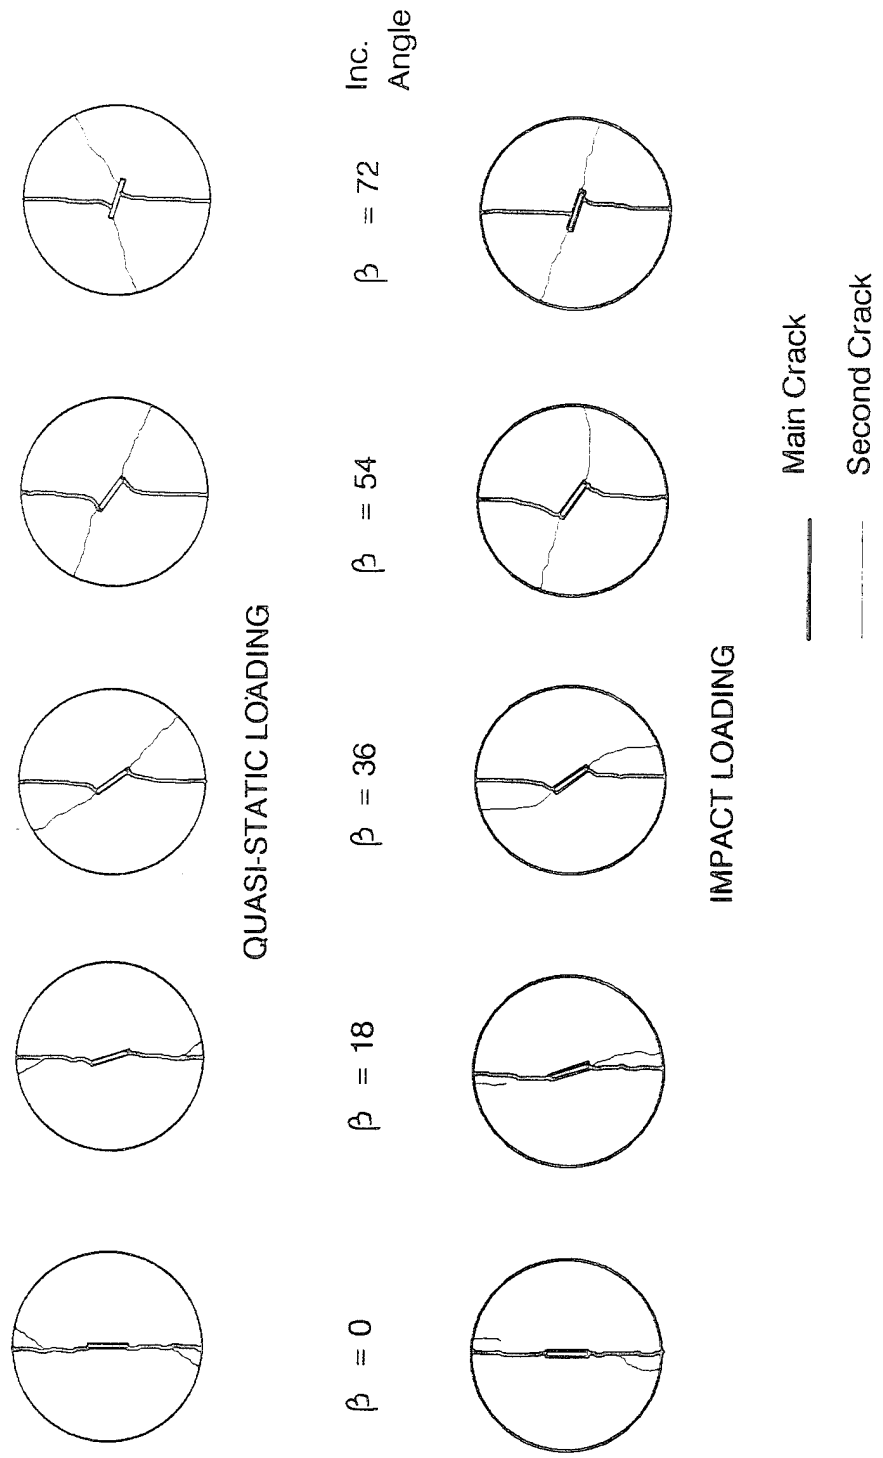 QUASI-STATIC LOADING
β = 0
β = 18
β = 36
β = 54
β = 72
Inc.
Angle
IMPACT LOADING
Main Crack
Second Crack